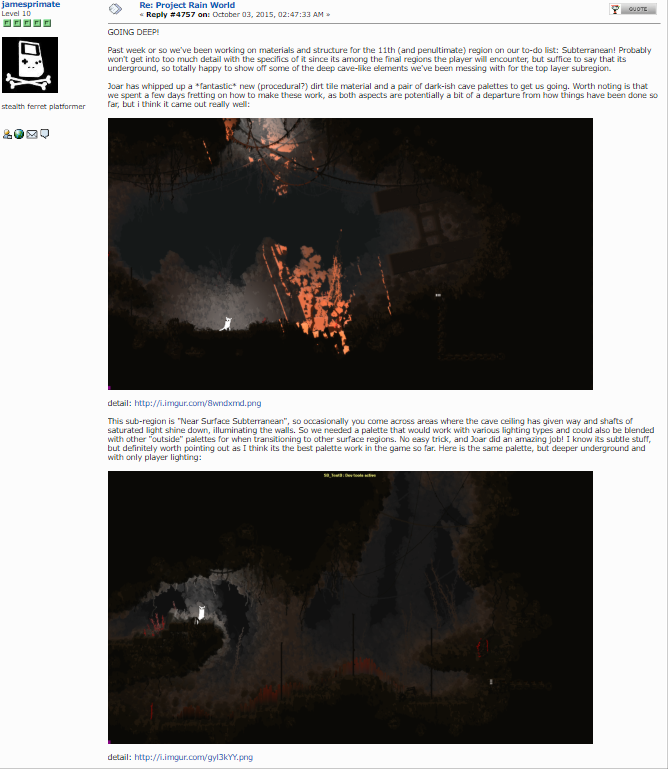 jamesprimate
Level 10
stealth ferret platformer
Re: Project Rain World
« Reply #4757 on: October 03, 2015, 02:47:33 AM »
QUOTE
GOING DEEP!
Past week or so we've been working on materials and structure for the 11th (and penultimate) region on our to-do list: Subterranean! Probably
won't get into too much detail with the specifics of it since its among the final regions the player will encounter, but suffice to say that its
underground, so totally happy to show off some of the deep cave-like elements we've been messing with for the top layer subregion.
Joar has whipped up a *fantastic* new (procedural?) dirt tile material and a pair of dark-ish cave palettes to get us going. Worth noting is that
we spent a few days fretting on how to make these work, as both aspects are potentially a bit of a departure from how things have been done so
far, but i think it came out really well:
detail: http://i.imgur.com/8wndxmd.png
This sub-region is "Near Surface Subterranean", so occasionally you come across areas where the cave ceiling has given way and shafts of
saturated light shine down, illuminating the walls. So we needed a palette that would work with various lighting types and could also be blended
with other "outside" palettes for when transitioning to other surface regions. No easy trick, and Joar did an amazing job! I know its subtle stuff,
but definitely worth pointing out as I think its the best palette work in the game so far. Here is the same palette, but deeper underground and
with only player lighting:
: Dev tools active
detail: http://i.imgur.com/gyl3kYY.png